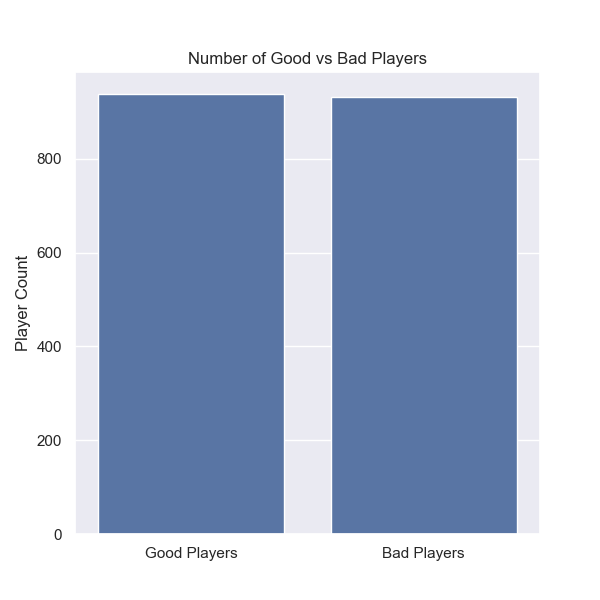 Number of Good vs Bad Players
Player Count
800
600
400
200
0
Good Players
Bad Players